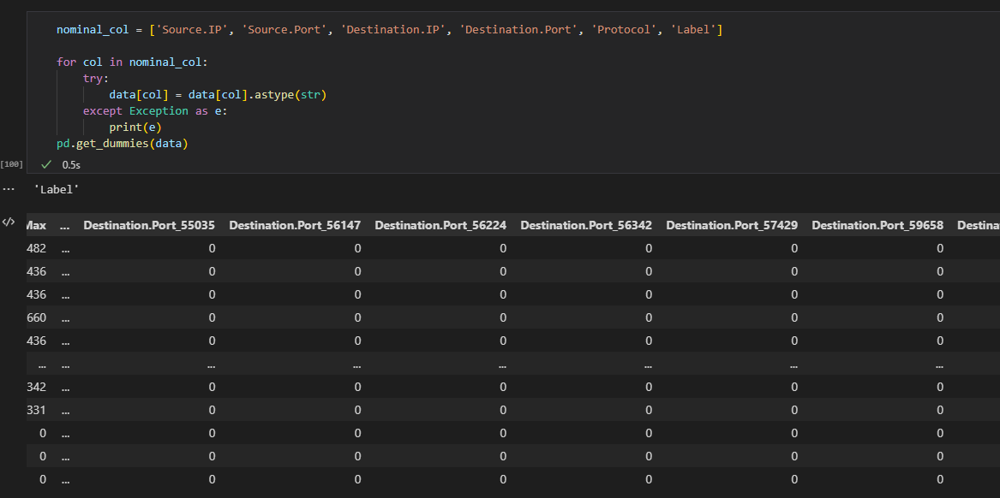 nominal_col = ['Source.IP', 'Source.Port', 'Destination.IP', 'Destination.Port', 'Protocol', 'Label']
for col in nominal_col:
try:
data[col] = data[col].astype(str)
except Exception as e:
print(e)
pd.get_dummies(data)
[100] ✓ 0.5s
... 'Label'
Max ... Destination.Port_55035 Destination.Port_56147 Destination.Port_56224 Destination.Port_56342 Destination.Port_57429 Destination.Port_59658 Destina
482 ... 0 0 0 0 0 0
436 ... 0 0 0 0 0 0
436 ... 0 0 0 0 0 0
660 ... 0 0 0 0 0 0
436 ... 0 0 0 0 0 0
... ... ... ... ... ... ... ...
342 ... 0 0 0 0 0 0
331 ... 0 0 0 0 0 0
0 ... 0 0 0 0 0 0
0 ... 0 0 0 0 0 0
0 ... 0 0 0 0 0 0